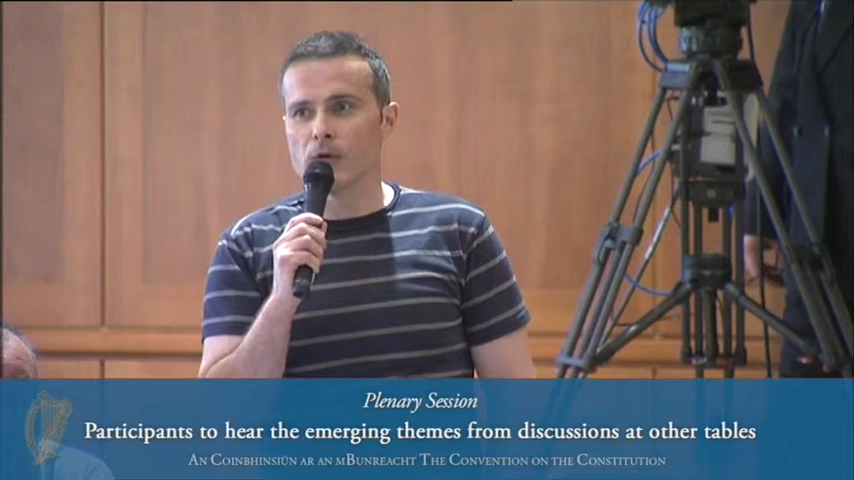 Plenary Session
Participants to hear the emerging themes from discussions at other tables
An Coinbhinsiún ar an mBunreacht The Convention on the Constitution